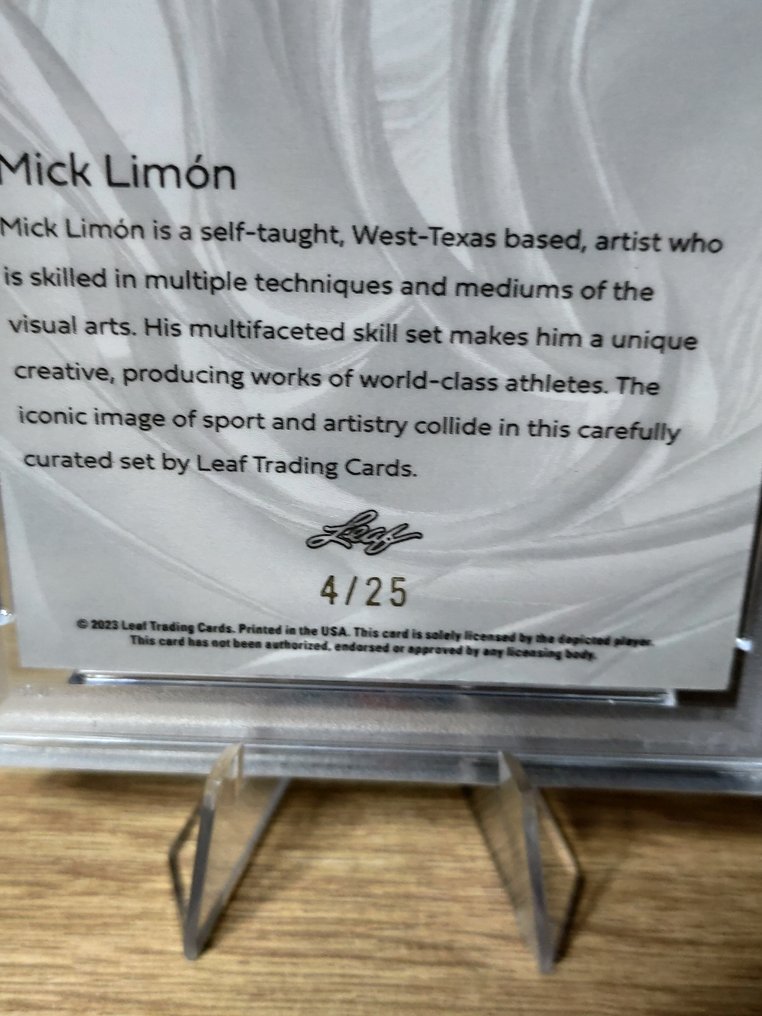 Mick Limón
Mick Limón is a self-taught, West-Texas based, artist who
is skilled in multiple techniques and mediums of the
visual arts. His multifaceted skill set makes him a unique
creative, producing works of world-class athletes. The
iconic image of sport and artistry collide in this carefully
curated set by Leaf Trading Cards.
Leaf
4/25
© 2023 Leaf Trading Cards. Printed in the USA. This card is solely licensed by the depicted player.
This card has not been authorized, endorsed or approved by any licensing body.